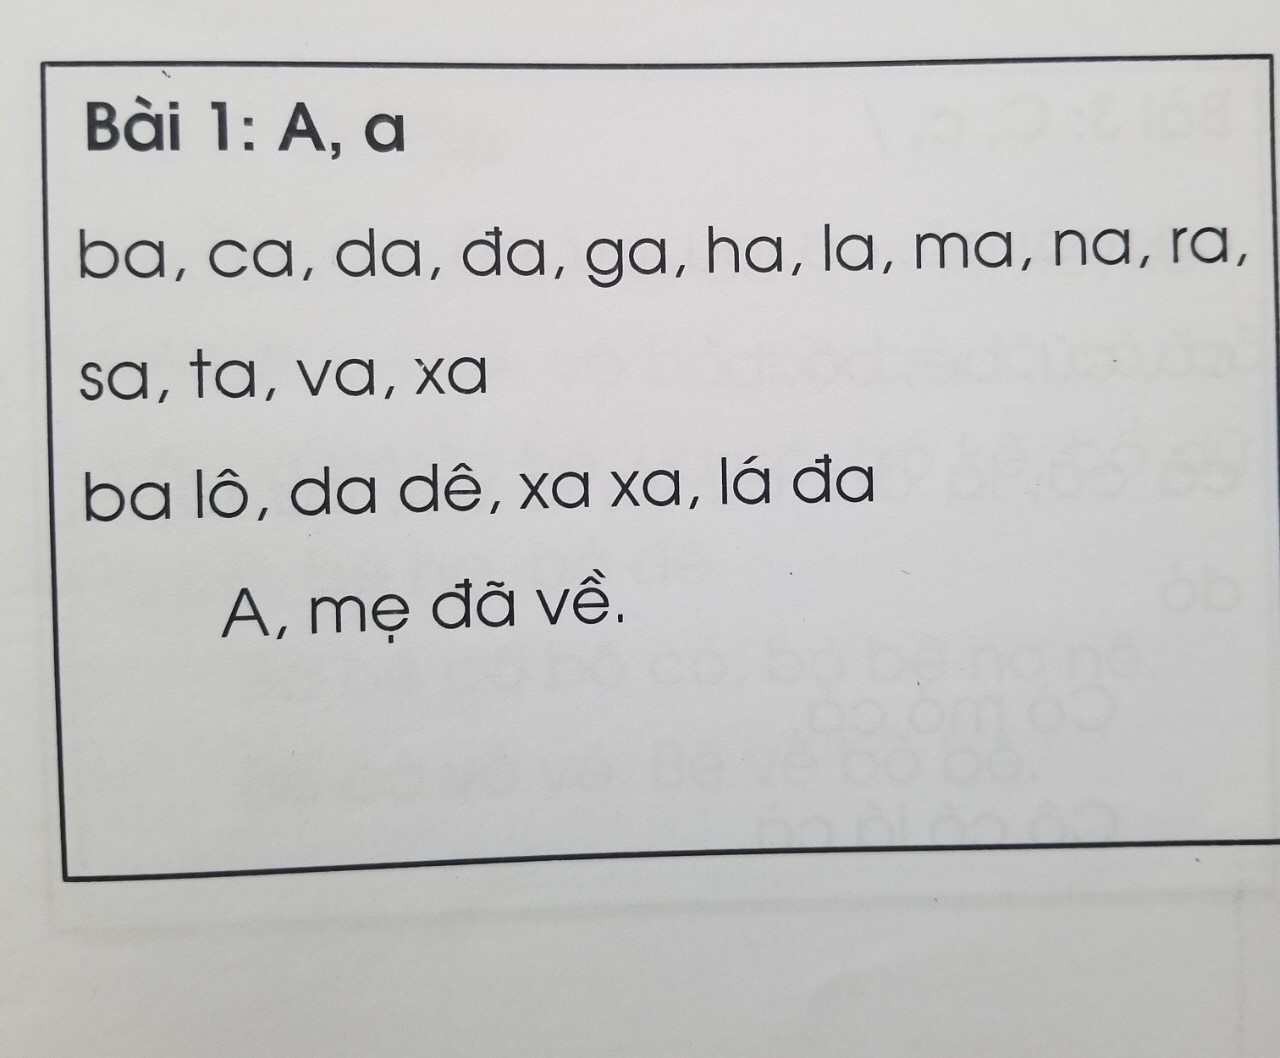 Bài 1: A, a
ba, ca, da, đa, ga, ha, la, ma, na, ra,
sa, ta, va, xa
ba lô, da dê, xa xa, lá đa
A, mẹ đã về.